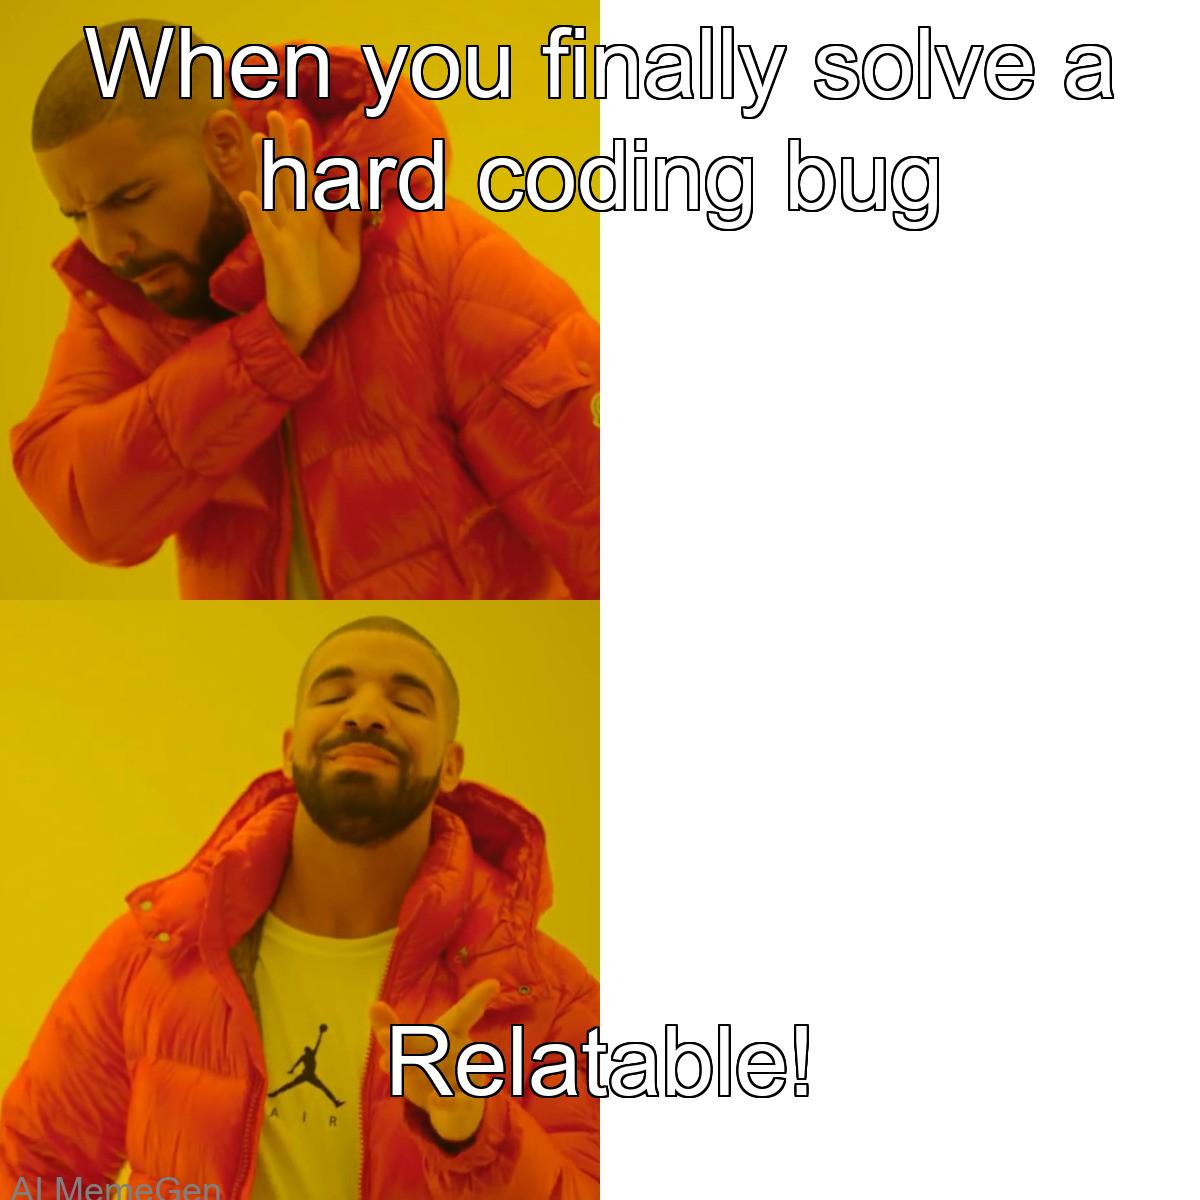 When you finally solve a
hard coding bug
Relatable!
AIR
AI MemeGen